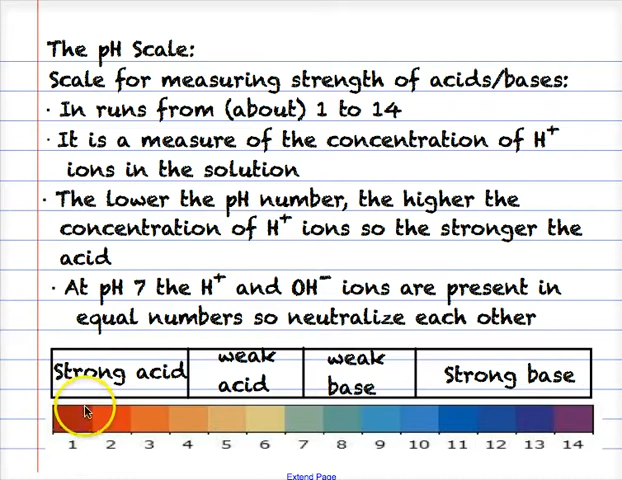 The pH Scale:
Scale for measuring strength of acids/bases:
· In runs from (about) 1 to 14
· It is a measure of the concentration of H⁺
ions in the solution
· The lower the pH number, the higher the
concentration of H⁺ ions so the stronger the
acid
· At pH 7 the H⁺ and OH⁻ ions are present in
equal numbers so neutralize each other
Strong acid weak acid weak base Strong base
1 2 3 4 5 6 7 8 9 10 11 12 13 14
Extend Page